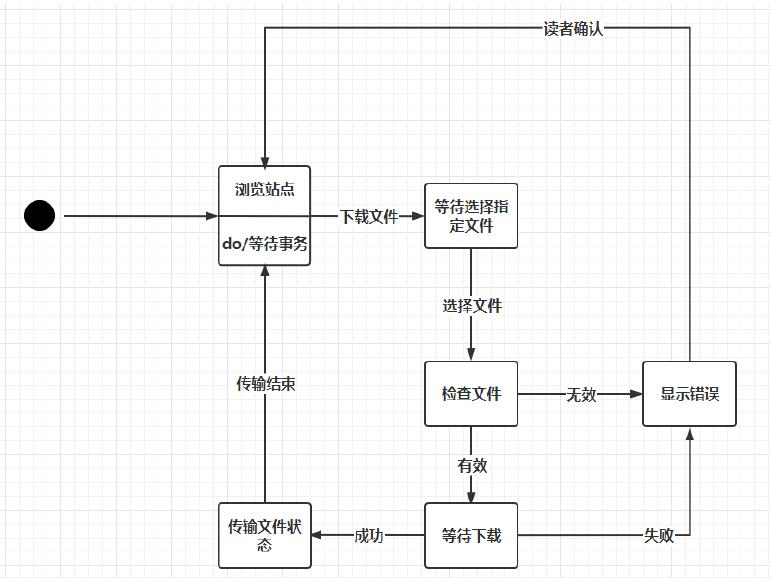 读者确认
浏览站点
do/等待事务
下载文件
等待选择指
定文件
选择文件
传输结束
检查文件
无效
显示错误
有效
传输文件状
态
成功
等待下载
失败